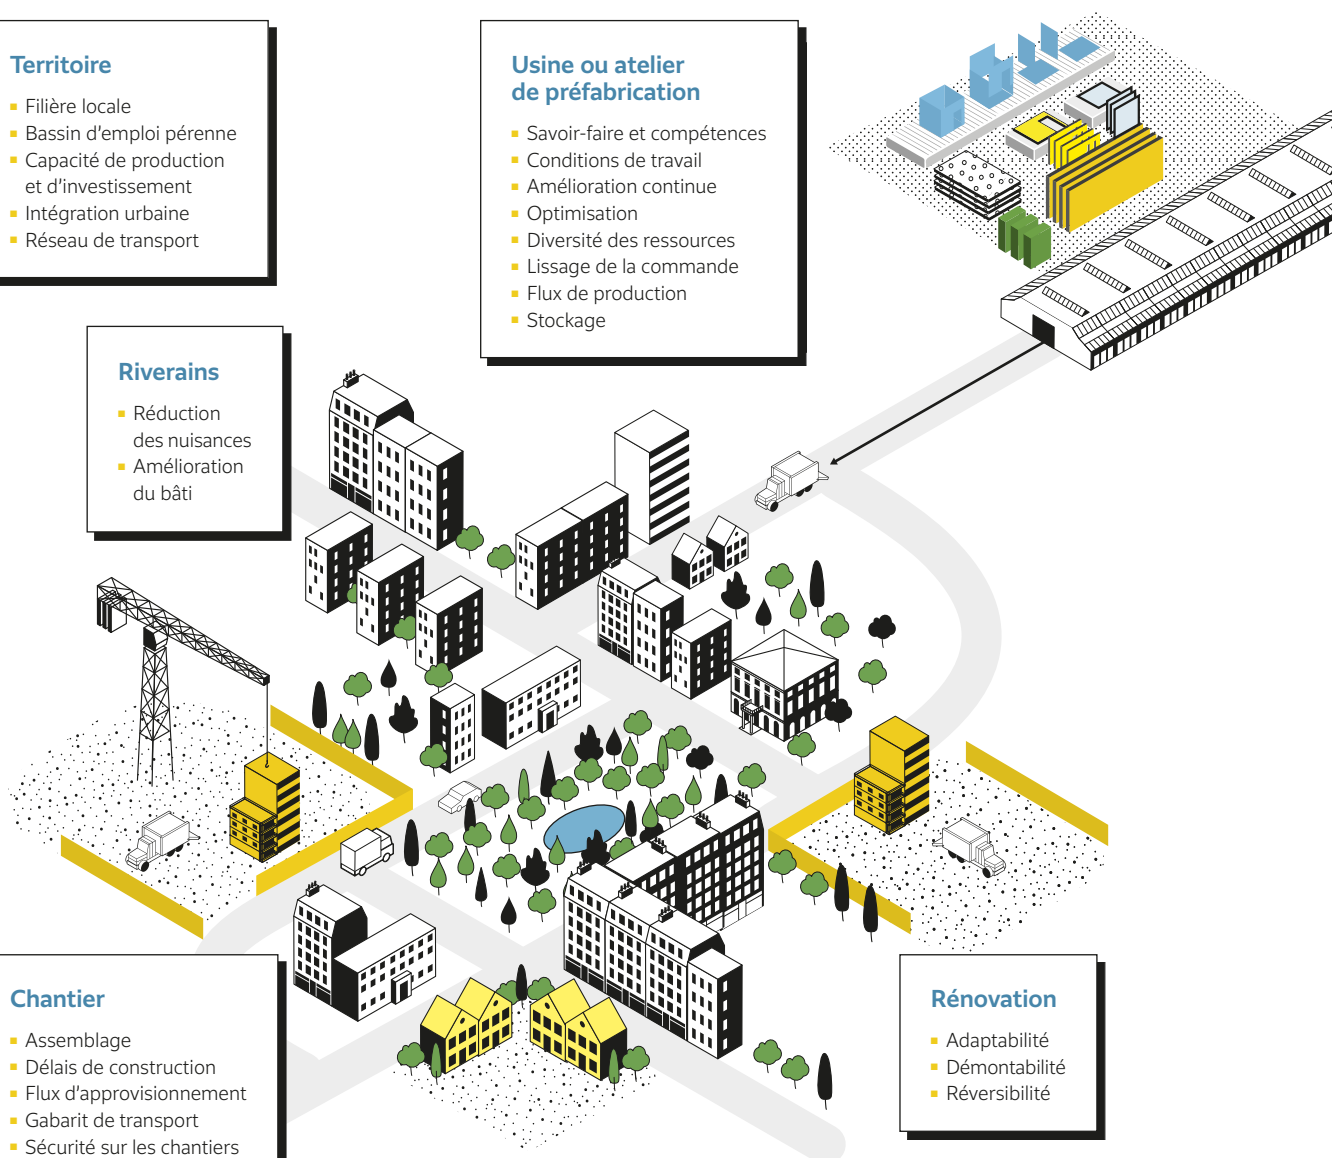 Territoire
Filière locale
Bassin d'emploi pérenne
Capacité de production
et d'investissement
Intégration urbaine
Réseau de transport
Usine ou atelier
de préfabrication
Savoir-faire et compétences
Conditions de travail
Amélioration continue
Optimisation
Diversité des ressources
Lissage de la commande
Flux de production
Stockage
Riverains
Réduction
des nuisances
Amélioration
du bâti
Chantier
Assemblage
Délais de construction
Flux d'approvisionnement
Gabarit de transport
Sécurité sur les chantiers
Rénovation
Adaptabilité
Démontabilité
Réversibilité